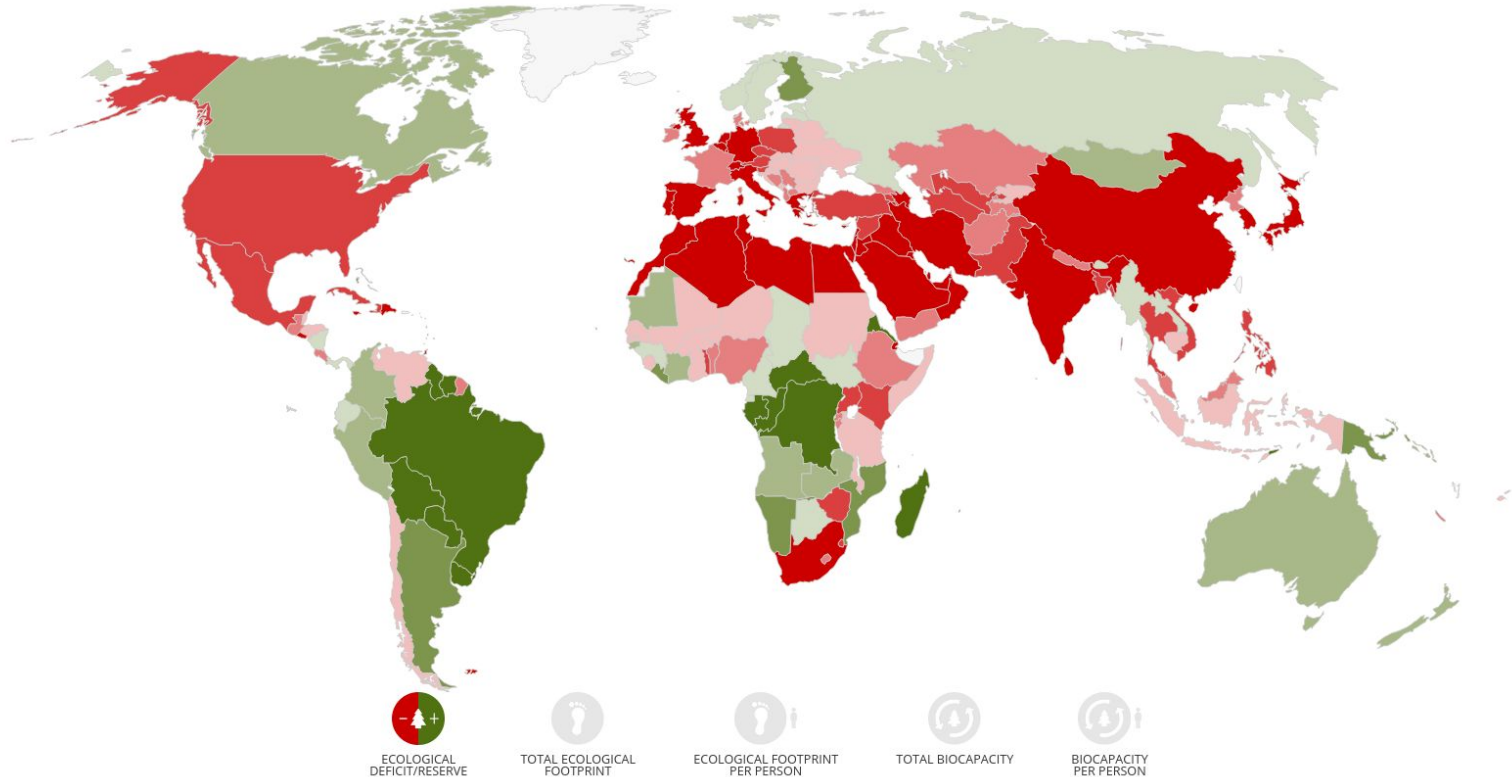 ECOLOGICAL
DEFICIT/RESERVE
TOTAL ECOLOGICAL
FOOTPRINT
ECOLOGICAL FOOTPRINT
PER PERSON
TOTAL BIOCAPACITY
BIOCAPACITY
PER PERSON